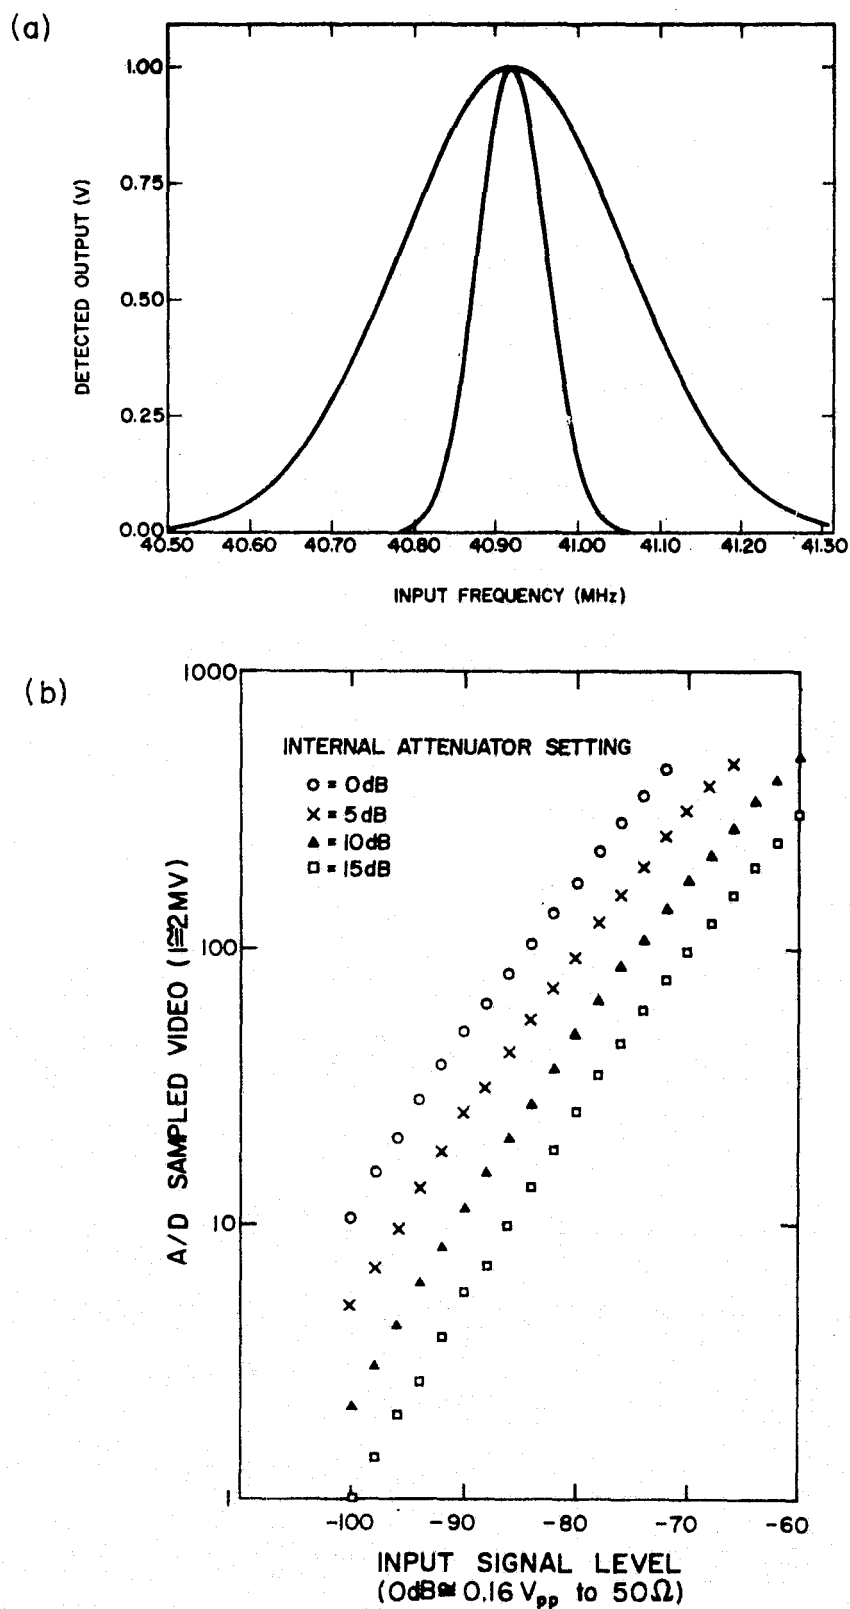 (a)
1.00
0.75
0.50
0.25
0.00
DETECTED OUTPUT (V)
40.50 40.60 40.70 40.80 40.90 41.00 41.10 41.20 41.30
INPUT FREQUENCY (MHz)
(b)
1000
100
10
1
A/D SAMPLED VIDEO (1≅2MV)
INTERNAL ATTENUATOR SETTING
○ = 0dB
× = 5dB
▲ = 10dB
□ = 15dB
-100 -90 -80 -70 -60
INPUT SIGNAL LEVEL
(0dB≅ 0.16 Vpp to 50Ω)